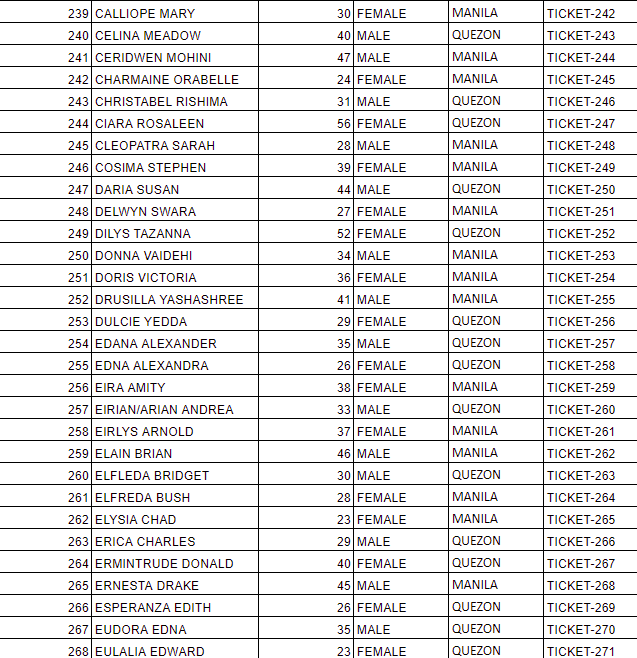 239 CALLIOPE MARY 30 FEMALE MANILA TICKET-242
240 CELINA MEADOW 40 MALE QUEZON TICKET-243
241 CERIDWEN MOHINI 47 MALE MANILA TICKET-244
242 CHARMAINE ORABELLE 24 FEMALE MANILA TICKET-245
243 CHRISTABEL RISHIMA 31 MALE QUEZON TICKET-246
244 CIARA ROSALEEN 56 FEMALE QUEZON TICKET-247
245 CLEOPATRA SARAH 28 MALE MANILA TICKET-248
246 COSIMA STEPHEN 39 FEMALE MANILA TICKET-249
247 DARIA SUSAN 44 MALE QUEZON TICKET-250
248 DELWYN SWARA 27 FEMALE MANILA TICKET-251
249 DILYS TAZANNA 52 FEMALE QUEZON TICKET-252
250 DONNA VAIDEHI 34 MALE MANILA TICKET-253
251 DORIS VICTORIA 36 FEMALE MANILA TICKET-254
252 DRUSILLA YASHASHREE 41 MALE MANILA TICKET-255
253 DULCIE YEDDA 29 FEMALE QUEZON TICKET-256
254 EDANA ALEXANDER 35 MALE QUEZON TICKET-257
255 EDNA ALEXANDRA 26 FEMALE QUEZON TICKET-258
256 EIRA AMITY 38 FEMALE MANILA TICKET-259
257 EIRIAN/ARIAN ANDREA 33 MALE QUEZON TICKET-260
258 EIRLYS ARNOLD 37 FEMALE MANILA TICKET-261
259 ELAIN BRIAN 46 MALE MANILA TICKET-262
260 ELFLEDA BRIDGET 30 MALE QUEZON TICKET-263
261 ELFREDA BUSH 28 FEMALE MANILA TICKET-264
262 ELYSIA CHAD 23 FEMALE MANILA TICKET-265
263 ERICA CHARLES 29 MALE QUEZON TICKET-266
264 ERMINTRUDE DONALD 40 FEMALE QUEZON TICKET-267
265 ERNESTA DRAKE 45 MALE MANILA TICKET-268
266 ESPERANZA EDITH 26 FEMALE QUEZON TICKET-269
267 EUDORA EDNA 35 MALE QUEZON TICKET-270
268 EULALIA EDWARD 23 FEMALE QUEZON TICKET-271